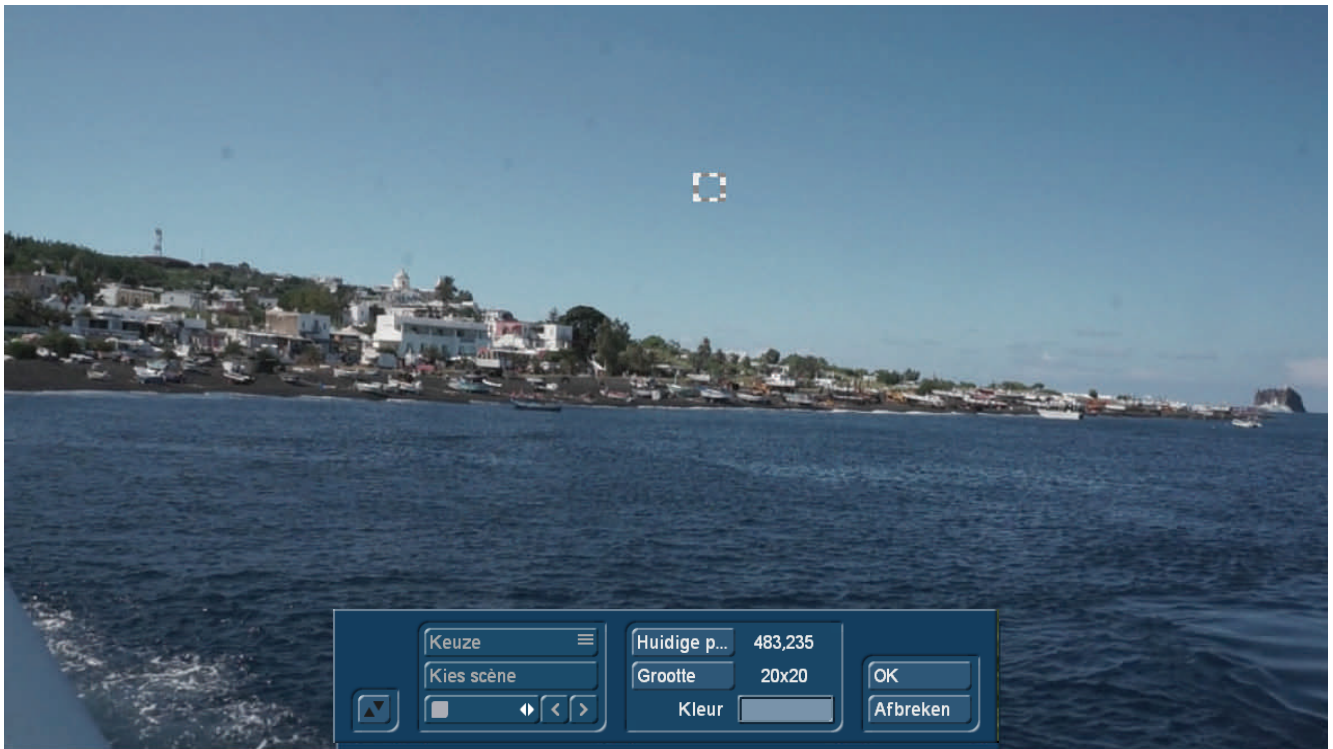 Keuze
Kies scène
Huidige p... 483,235
Grootte 20x20
Kleur
OK
Afbreken